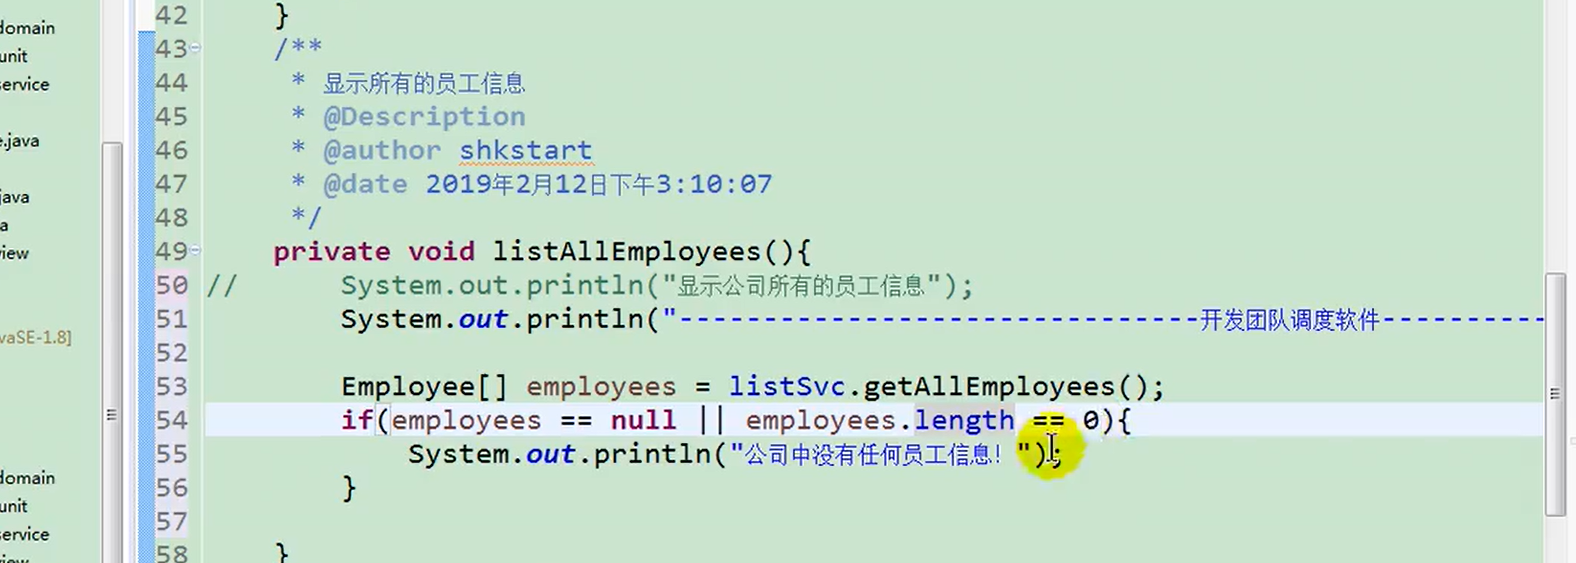 domain
unit
ervice
e.java
java
a
iew
vaSE-1.8]
domain
unit
ervice
42 }
43 /**
44 * 显示所有的员工信息
45 * @Description
46 * @author shkstart
47 * @date 2019年2月12日下午3:10:07
48 */
49 private void listAllEmployees(){
50 // System.out.println("显示公司所有的员工信息");
51 System.out.println("-------------------------------开发团队调度软件----------
52
53 Employee[] employees = listSvc.getAllEmployees();
54 if(employees == null || employees.length == 0){
55 System.out.println("公司中没有任何员工信息！");
56 }
57
58 }